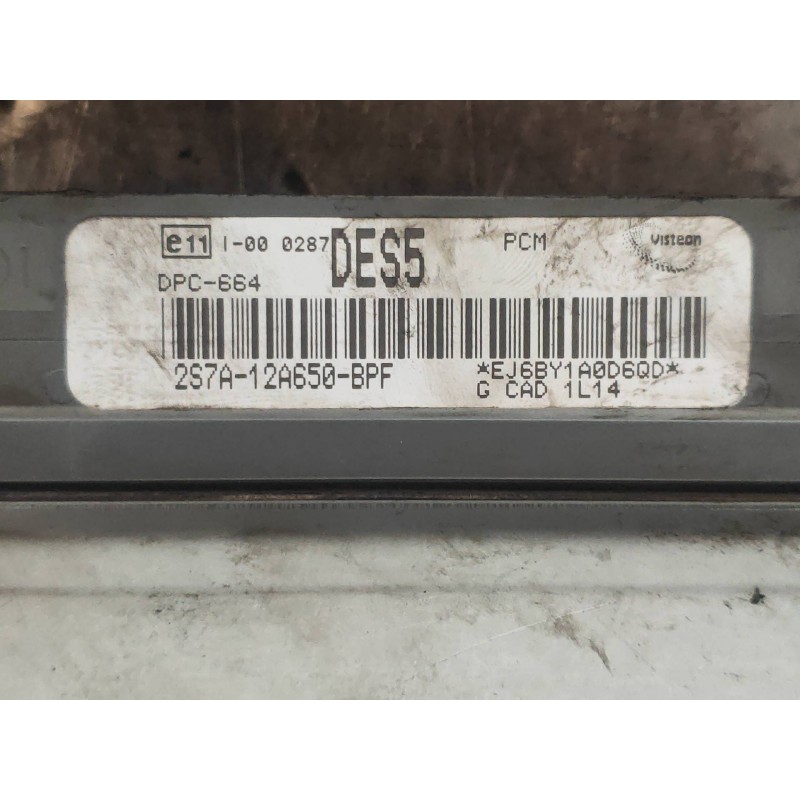 e11 I-00 0287 DES5 PCM visteon
DPC-664
2S7A-12A650-BPF *EJ6BY1A0D6QD*
G CAD 1L14